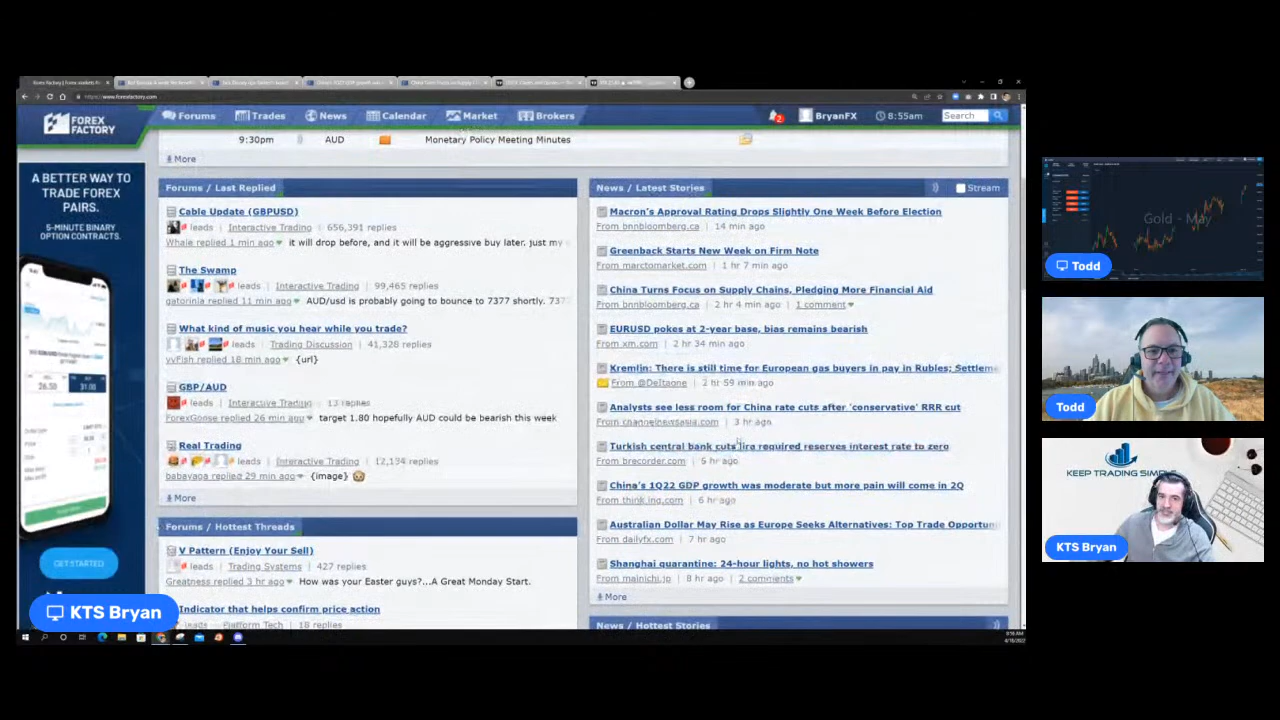 https://www.forexfactory.com
FOREX FACTORY
Forums
Trades
News
Calendar
Market
Brokers
2
BryanFX
8:55am
Search
9:30pm AUD Monetary Policy Meeting Minutes
More
A BETTER WAY TO
TRADE FOREX
PAIRS.
5-MINUTE BINARY
OPTION CONTRACTS.
GET STARTED
Forums / Last Replied
Cable Update (GBPUSD)
leads | Interactive Trading | 656,391 replies
Whale replied 1 min ago it will drop before, and it will be aggressive buy later, just my
The Swamp
leads | Interactive Trading | 99,465 replies
gatorinia replied 11 min ago AUD/usd is probably going to bounce to 7377 shortly. 737
What kind of music you hear while you trade?
leads | Trading Discussion | 41,328 replies
replied 18 min ago {url}
GBP/AUD
leads | Interactive Trading | 13 replies
ForexGoose replied 26 min ago target 1.80 hopefully AUD could be bearish this week
Real Trading
leads | Interactive Trading | 12,134 replies
babayaga replied 29 min ago {image}
More
Forums / Hottest Threads
V Pattern (Enjoy Your Sell)
leads | Trading Systems | 427 replies
Greatness replied 3 hr ago How was your Easter guys?...A Great Monday Start.
Indicator that helps confirm price action
leads | Platform Tech | 18 replies
News / Latest Stories
Stream
Macron's Approval Rating Drops Slightly One Week Before Election
From bnnbloomberg.ca | 14 min ago
Greenback Starts New Week on Firm Note
From marctomarket.com | 1 hr 7 min ago
China Turns Focus on Supply Chains, Pledging More Financial Aid
From bnnbloomberg.ca | 2 hr 4 min ago | 1 comment
EURUSD pokes at 2-year base, bias remains bearish
From xm.com | 2 hr 34 min ago
Kremlin: There is still time for European gas buyers in pay in Rubles; Settleme
From @DeItaone | 2 hr 59 min ago
Analysts see less room for China rate cuts after 'conservative' RRR cut
From channelnewsasia.com | 3 hr ago
Turkish central bank cuts lira required reserves interest rate to zero
From brecorder.com | 6 hr ago
China's 1Q22 GDP growth was moderate but more pain will come in 2Q
From think.ing.com | 6 hr ago
Australian Dollar May Rise as Europe Seeks Alternatives: Top Trade Opportun
From dailyfx.com | 7 hr ago
Shanghai quarantine: 24-hour lights, no hot showers
From mainichi.jp | 8 hr ago | 2 comments
More
News / Hottest Stories
KTS Bryan
Gold - May
Todd
Todd
KEEP TRADING SIMPLE
KTS Bryan